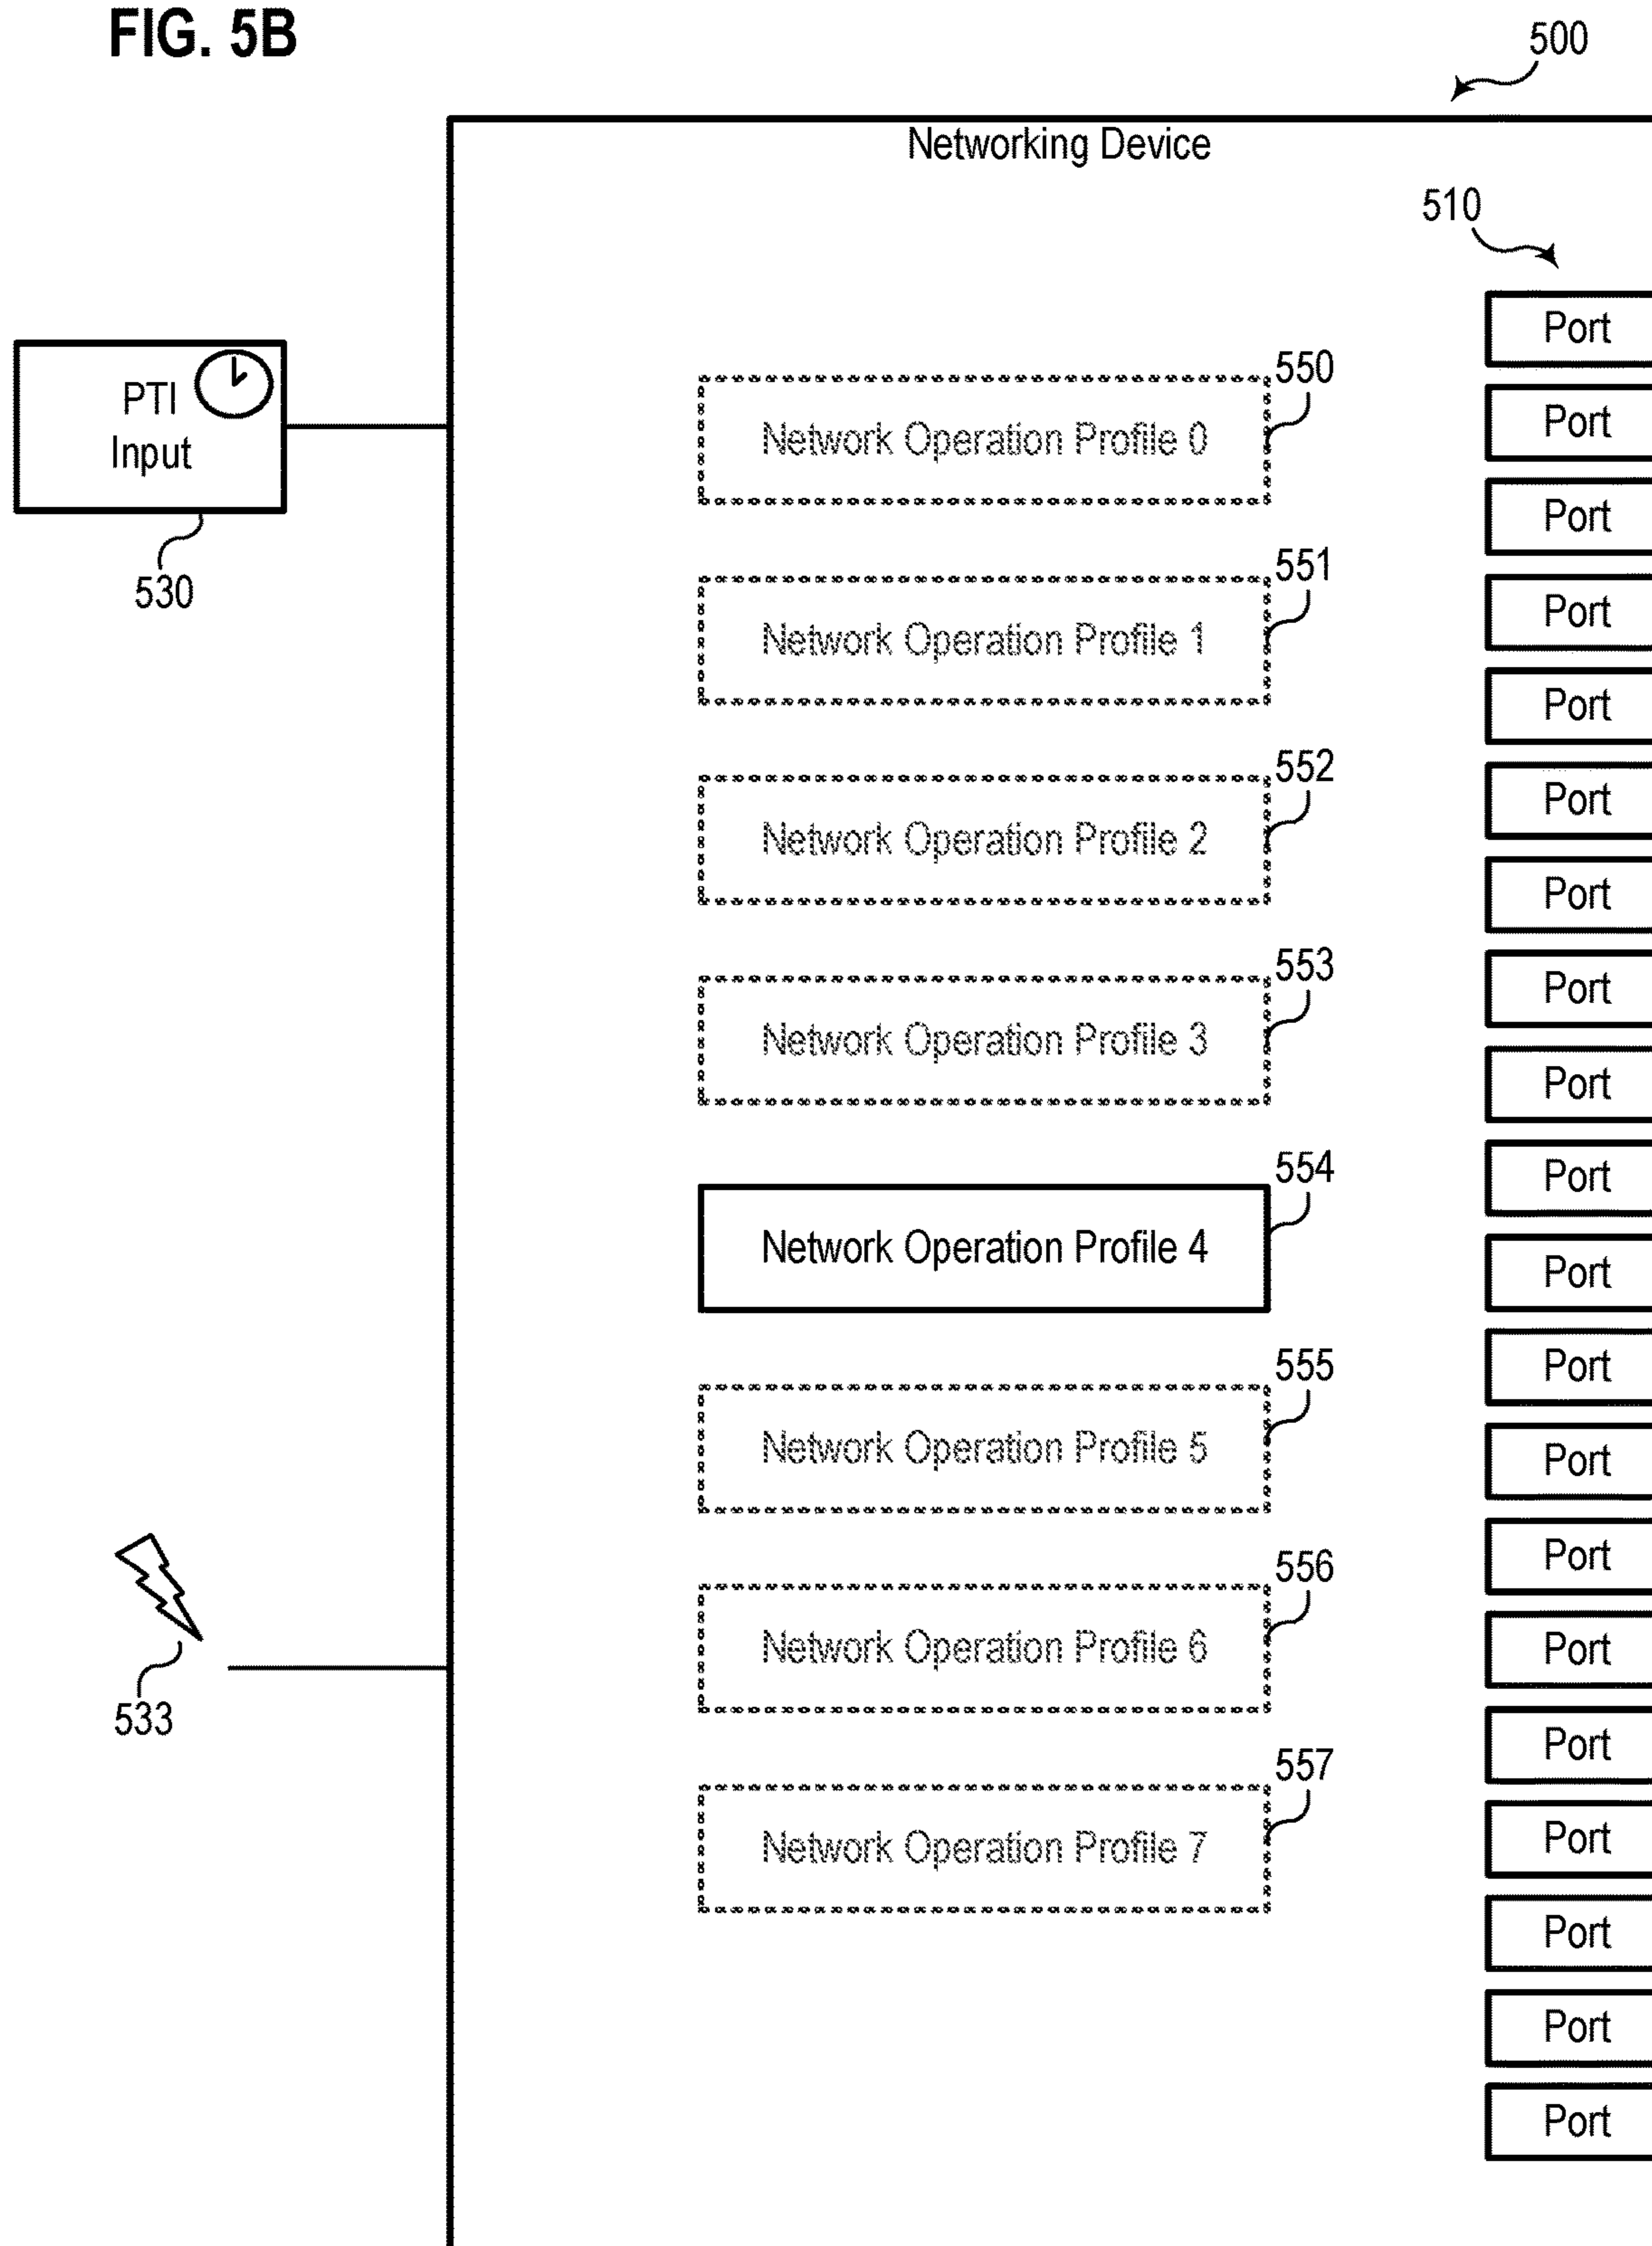 FIG. 5B
500
Networking Device
510
Port
PTI
Input
530
550
Network Operation Profile 0
Port
Port
551
Network Operation Profile 1
Port
Port
552
Network Operation Profile 2
Port
Port
553
Network Operation Profile 3
Port
Port
554
Network Operation Profile 4
Port
Port
555
Network Operation Profile 5
Port
Port
533
556
Network Operation Profile 6
Port
Port
557
Network Operation Profile 7
Port
Port
Port
Port
Port